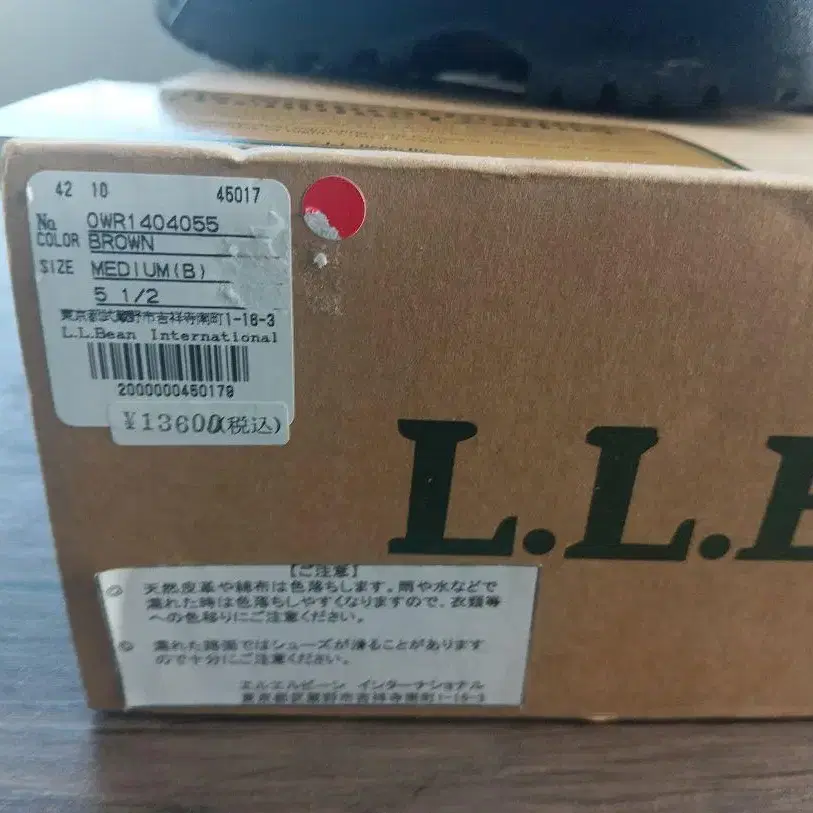 42 10 45017
No. OWR1404055
COLOR BROWN
SIZE MEDIUM(B)
5 1/2
東京都武蔵野市吉祥寺南町1-16-3
L.L.Bean International
2000000450179
¥13600(税込)
L.L.B
【ご注意】
◎ 天然皮革や綿布は色落ちします。雨や水などで
濡れた時は色落ちしやすくなりますので、衣類等
への色移りにご注意ください。
◎ 濡れた路面ではシューズが滑ることがあります
ので十分にご注意ください。
エルエルビーン インターナショナル
東京都武蔵野市吉祥寺南町1-16-3